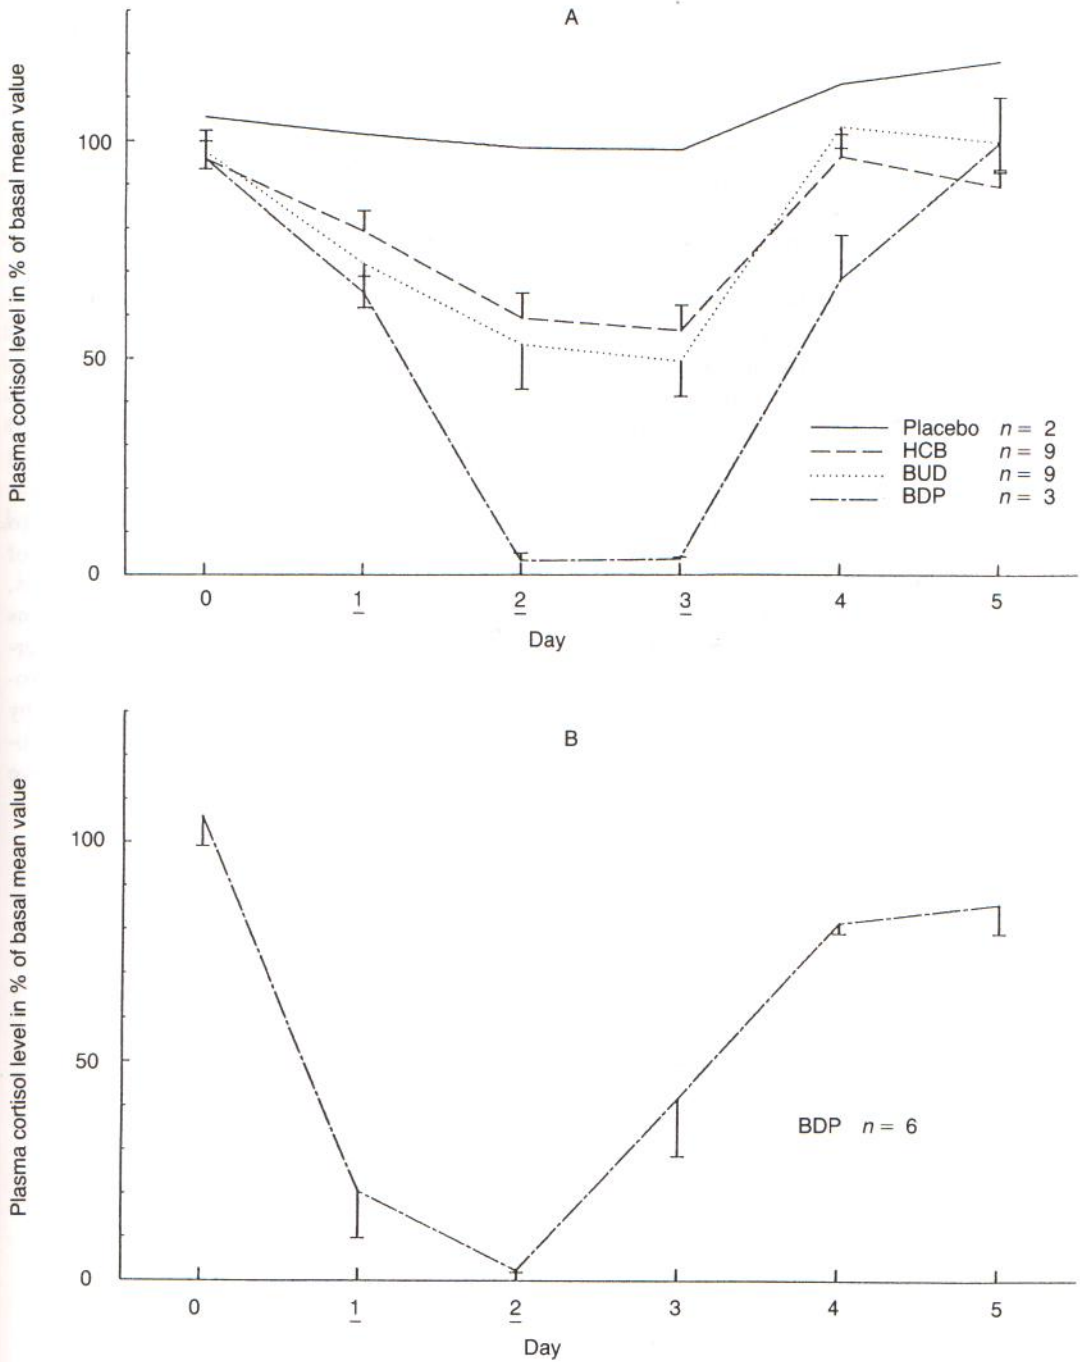 A
Plasma cortisol level in % of basal mean value
100
50
0
Placebo n = 2
HCB n = 9
BUD n = 9
BDP n = 3
0 1 2 3 4 5
Day
B
Plasma cortisol level in % of basal mean value
100
50
0
BDP n = 6
0 1 2 3 4 5
Day